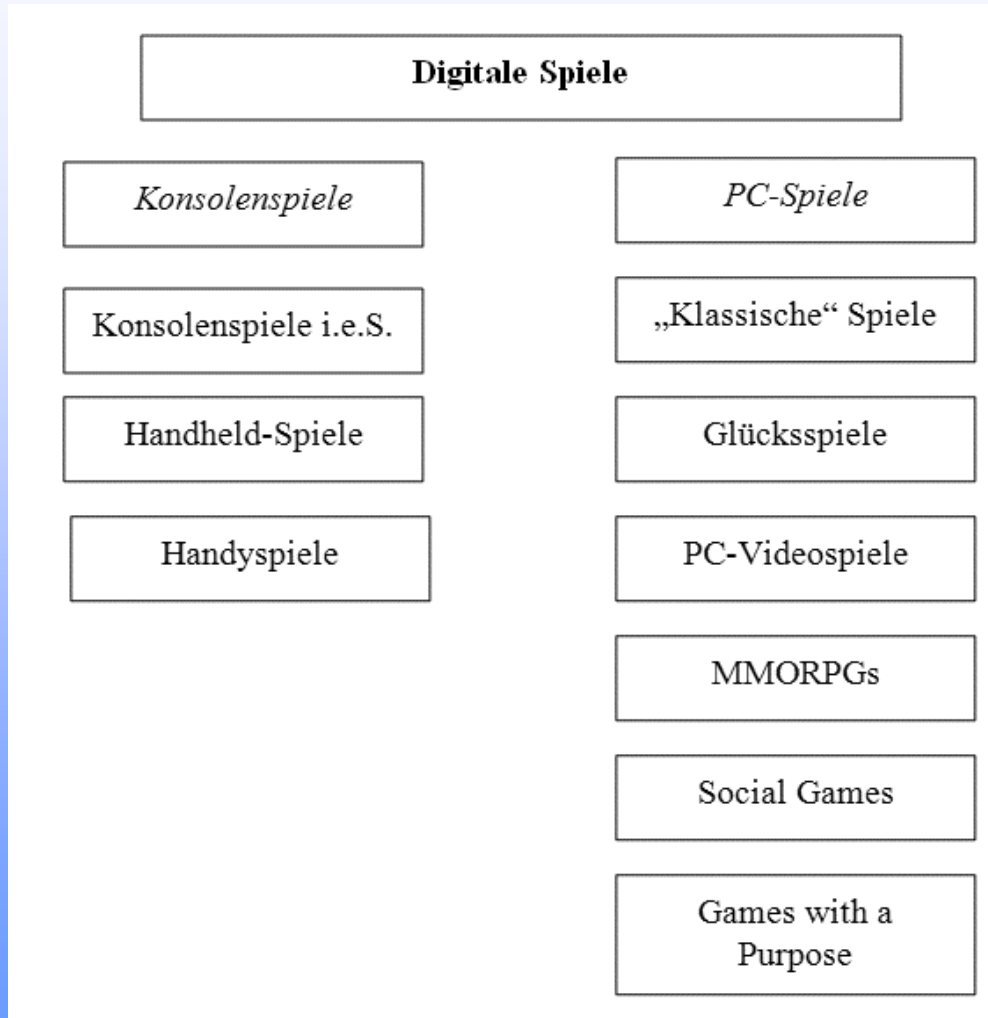 Digitale Spiele
Konsolenspiele
PC-Spiele
Konsolenspiele i.e.S.
„Klassische“ Spiele
Handheld-Spiele
Glücksspiele
Handyspiele
PC-Videospiele
MMORPGs
Social Games
Games with a
Purpose